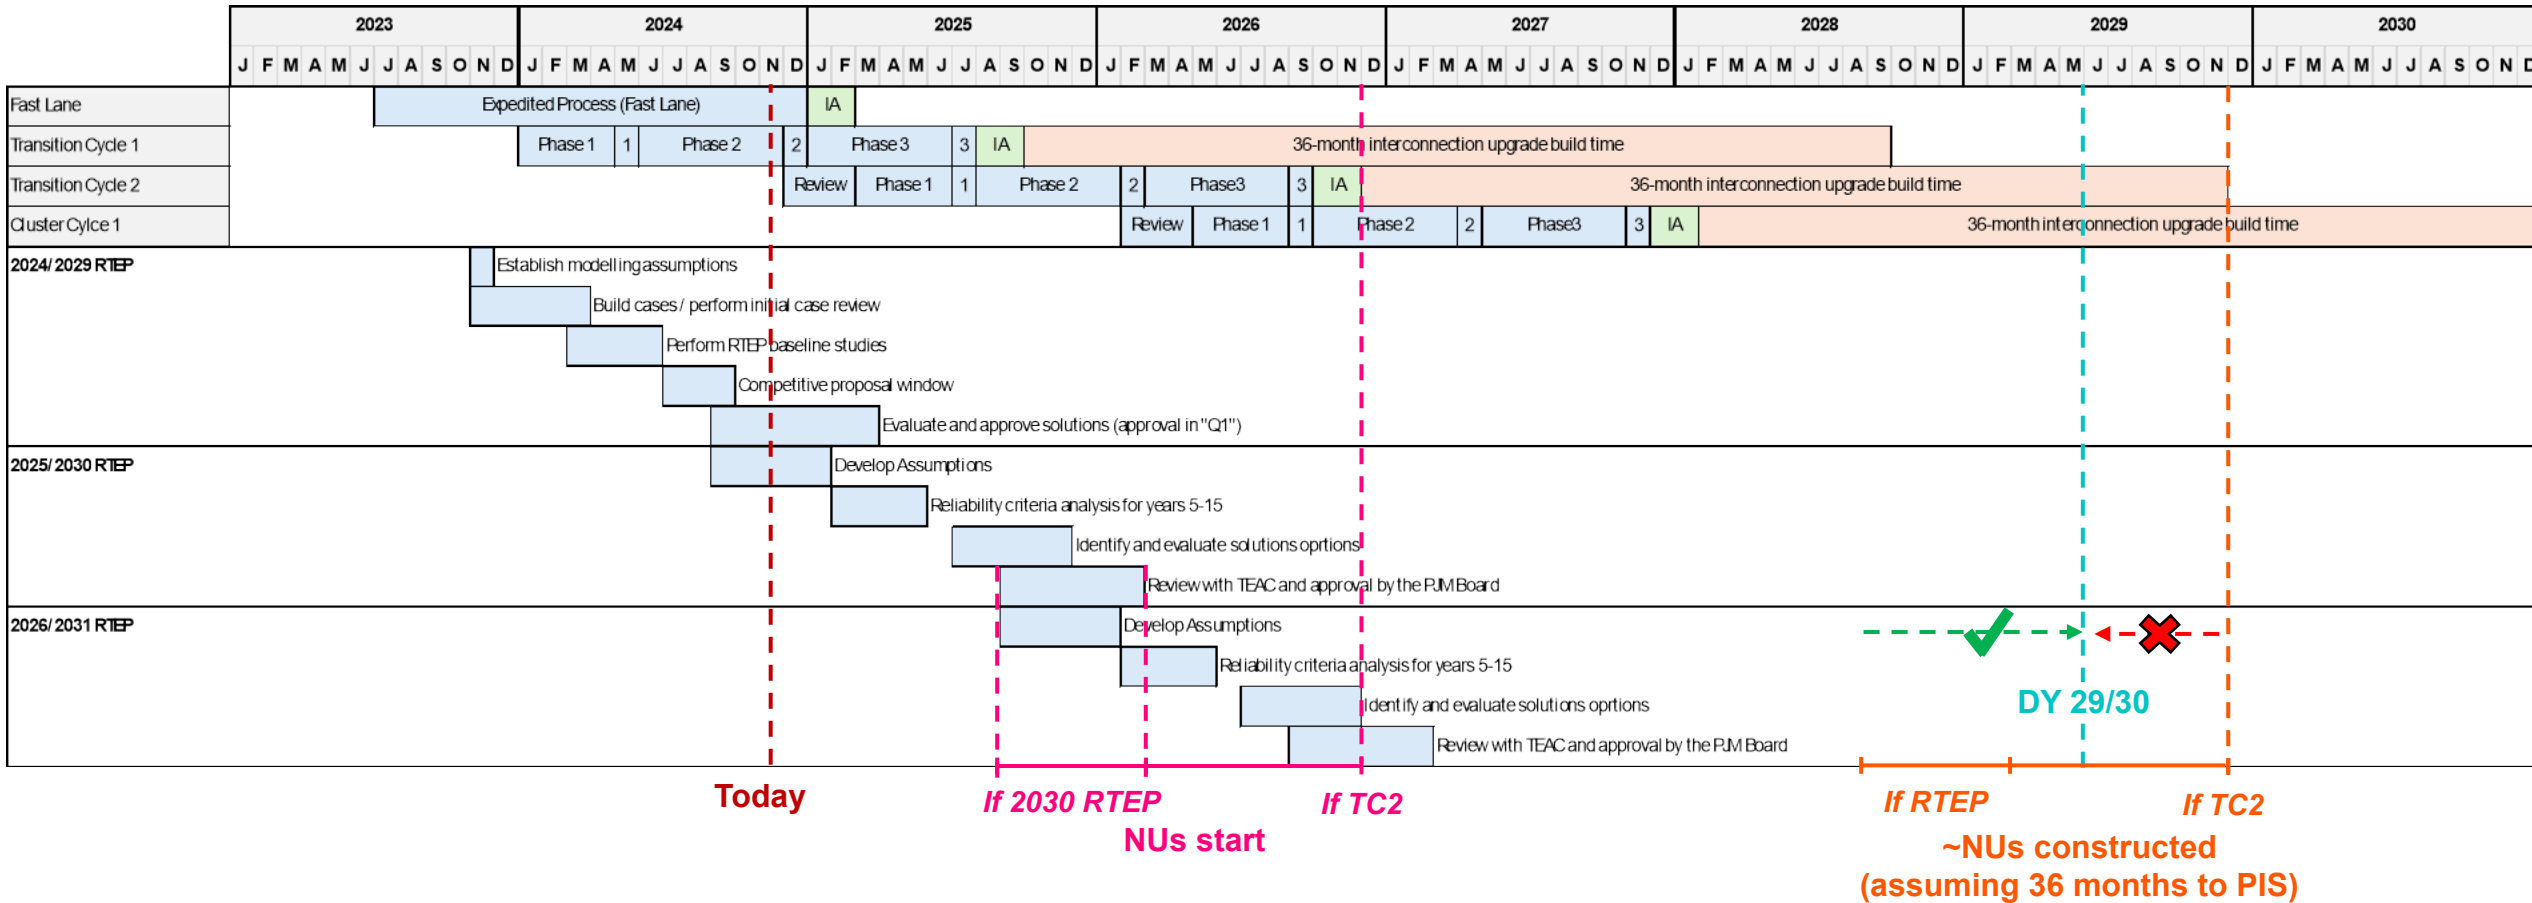 2023 2024 2025 2026 2027 2028 2029 2030
J F M A M J J A S O N D J F M A M J J A S O N D J F M A M J J A S O N D J F M A M J J A S O N D J F M A M J J A S O N D J F M A M J J A S O N D J F M A M J J A S O N D J F M A M J J A S O N D
Fast Lane Expedited Process (Fast Lane) IA
Transition Cycle 1 Phase 1 1 Phase 2 2 Phase 3 3 IA 36-month interconnection upgrade build time
Transition Cycle 2 Review Phase 1 1 Phase 2 2 Phase3 3 IA 36-month interconnection upgrade build time
Cluster Cylce 1 Review Phase 1 1 Phase 2 2 Phase3 3 IA 36-month interconnection upgrade build time
2024/2029 RTEP Establish modelling assumptions
Build cases / perform initial case review
Perform RTEP baseline studies
Competitive proposal window
Evaluate and approve solutions (approval in "Q1")
2025/2030 RTEP Develop Assumptions
Reliability criteria analysis for years 5-15
Identify and evaluate solutions oprtions
Review with TEAC and approval by the PJM Board
2026/2031 RTEP Develop Assumptions
Reliability criteria analysis for years 5-15
Identify and evaluate solutions oprtions
DY 29/30
Review with TEAC and approval by the PJM Board
Today If 2030 RTEP If TC2 If RTEP If TC2
NUs start
~NUs constructed
(assuming 36 months to PIS)